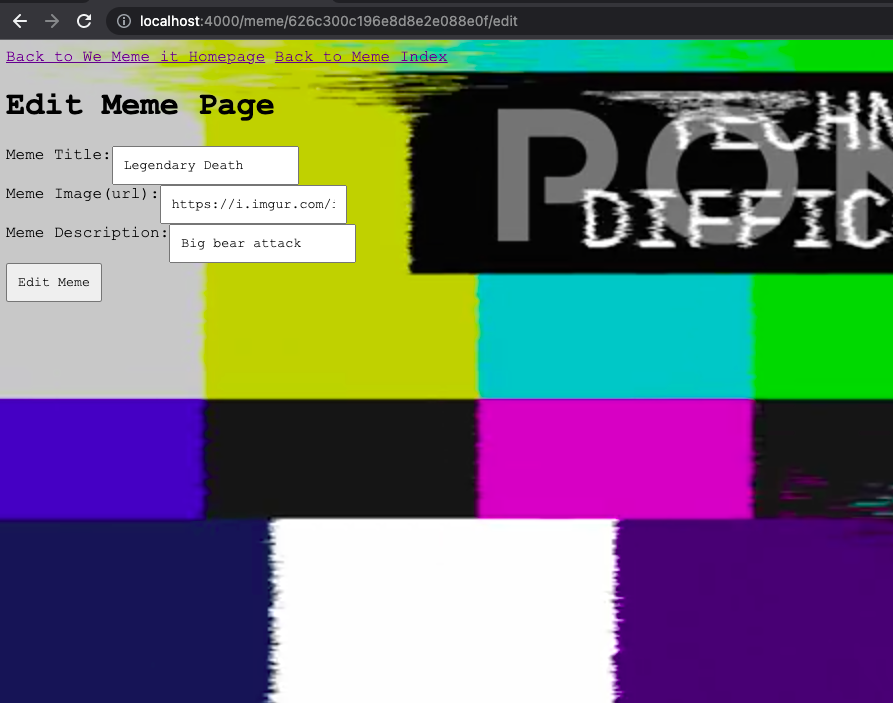 localhost:4000/meme/626c300c196e8d8e2e088e0f/edit
Back to We Meme it Homepage Back to Meme Index
Edit Meme Page
Meme Title: Legendary Death
Meme Image(url): https://i.imgur.com/
Meme Description: Big bear attack
Edit Meme
TECHN
PON
DIFFIC